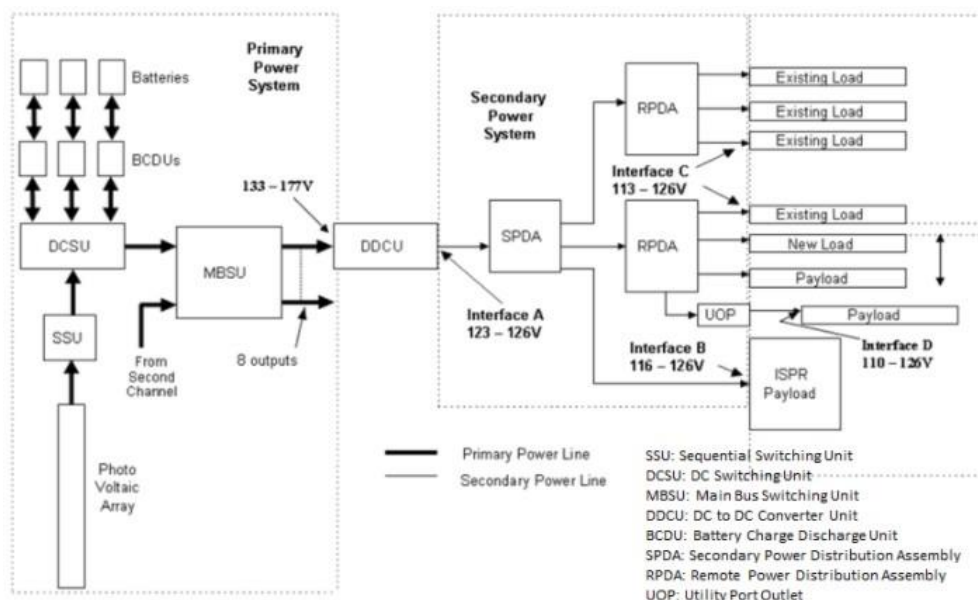 Primary
Power
System
Batteries
BCDUs
133 – 177V
DCSU
MBSU
DDCU
SSU
From
Second
Channel
8 outputs
Photo
Voltaic
Array
Secondary
Power
System
SPDA
RPDA
Existing Load
Existing Load
Existing Load
Interface C
113 – 126V
RPDA
Existing Load
New Load
Payload
UOP
Payload
Interface A
123 – 126V
Interface D
110 – 126V
Interface B
116 – 126V
ISPR
Payload
Primary Power Line
Secondary Power Line
SSU: Sequential Switching Unit
DCSU: DC Switching Unit
MBSU: Main Bus Switching Unit
DDCU: DC to DC Converter Unit
BCDU: Battery Charge Discharge Unit
SPDA: Secondary Power Distribution Assembly
RPDA: Remote Power Distribution Assembly
UOP: Utility Port Outlet